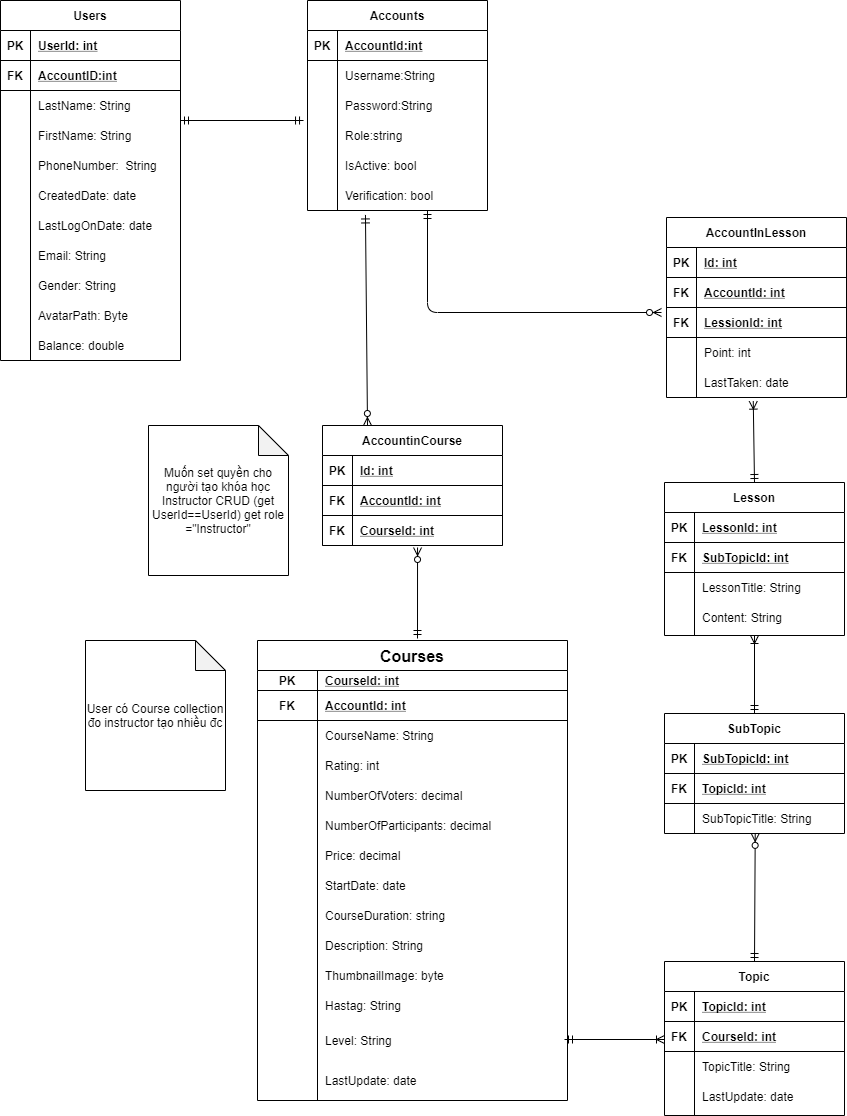 Users
PK UserId: int
FK AccountID:int
LastName: String
FirstName: String
PhoneNumber: String
CreatedDate: date
LastLogOnDate: date
Email: String
Gender: String
AvatarPath: Byte
Balance: double
Accounts
PK AccountId:int
Username:String
Password:String
Role:string
IsActive: bool
Verification: bool
AccountInLesson
PK Id: int
FK AccountId: int
FK LessionId: int
Point: int
LastTaken: date
Muốn set quyền cho
người tạo khóa học
Instructor CRUD (get
UserId==UserId) get role
="Instructor"
AccountinCourse
PK Id: int
FK AccountId: int
FK CourseId: int
Lesson
PK LessonId: int
FK SubTopicId: int
LessonTitle: String
Content: String
User có Course collection
đo instructor tạo nhiều đc
Courses
PK CourseId: int
FK AccountId: int
CourseName: String
Rating: int
NumberOfVoters: decimal
NumberOfParticipants: decimal
Price: decimal
StartDate: date
CourseDuration: string
Description: String
ThumbnailImage: byte
Hastag: String
Level: String
LastUpdate: date
SubTopic
PK SubTopicId: int
FK TopicId: int
SubTopicTitle: String
Topic
PK TopicId: int
FK CourseId: int
TopicTitle: String
LastUpdate: date